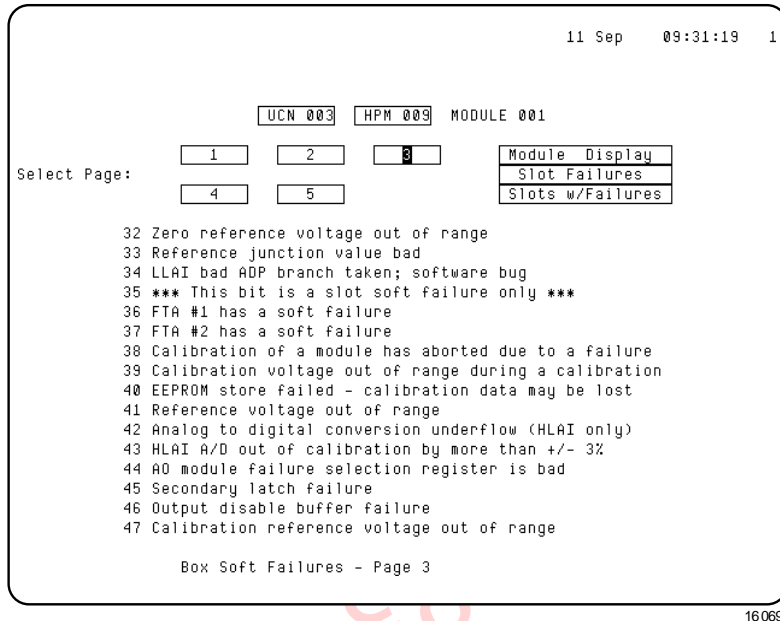 11 Sep 09:31:19 1
UCN 003 HPM 009 MODULE 001
1 2 3 Module Display
Select Page: Slot Failures
4 5 Slots w/Failures
32 Zero reference voltage out of range
33 Reference junction value bad
34 LLAI bad ADP branch taken; software bug
35 *** This bit is a slot soft failure only ***
36 FTA #1 has a soft failure
37 FTA #2 has a soft failure
38 Calibration of a module has aborted due to a failure
39 Calibration voltage out of range during a calibration
40 EEPROM store failed - calibration data may be lost
41 Reference voltage out of range
42 Analog to digital conversion underflow (HLAI only)
43 HLAI A/D out of calibration by more than +/- 3%
44 AO module failure selection register is bad
45 Secondary latch failure
46 Output disable buffer failure
47 Calibration reference voltage out of range
Box Soft Failures - Page 3
16069